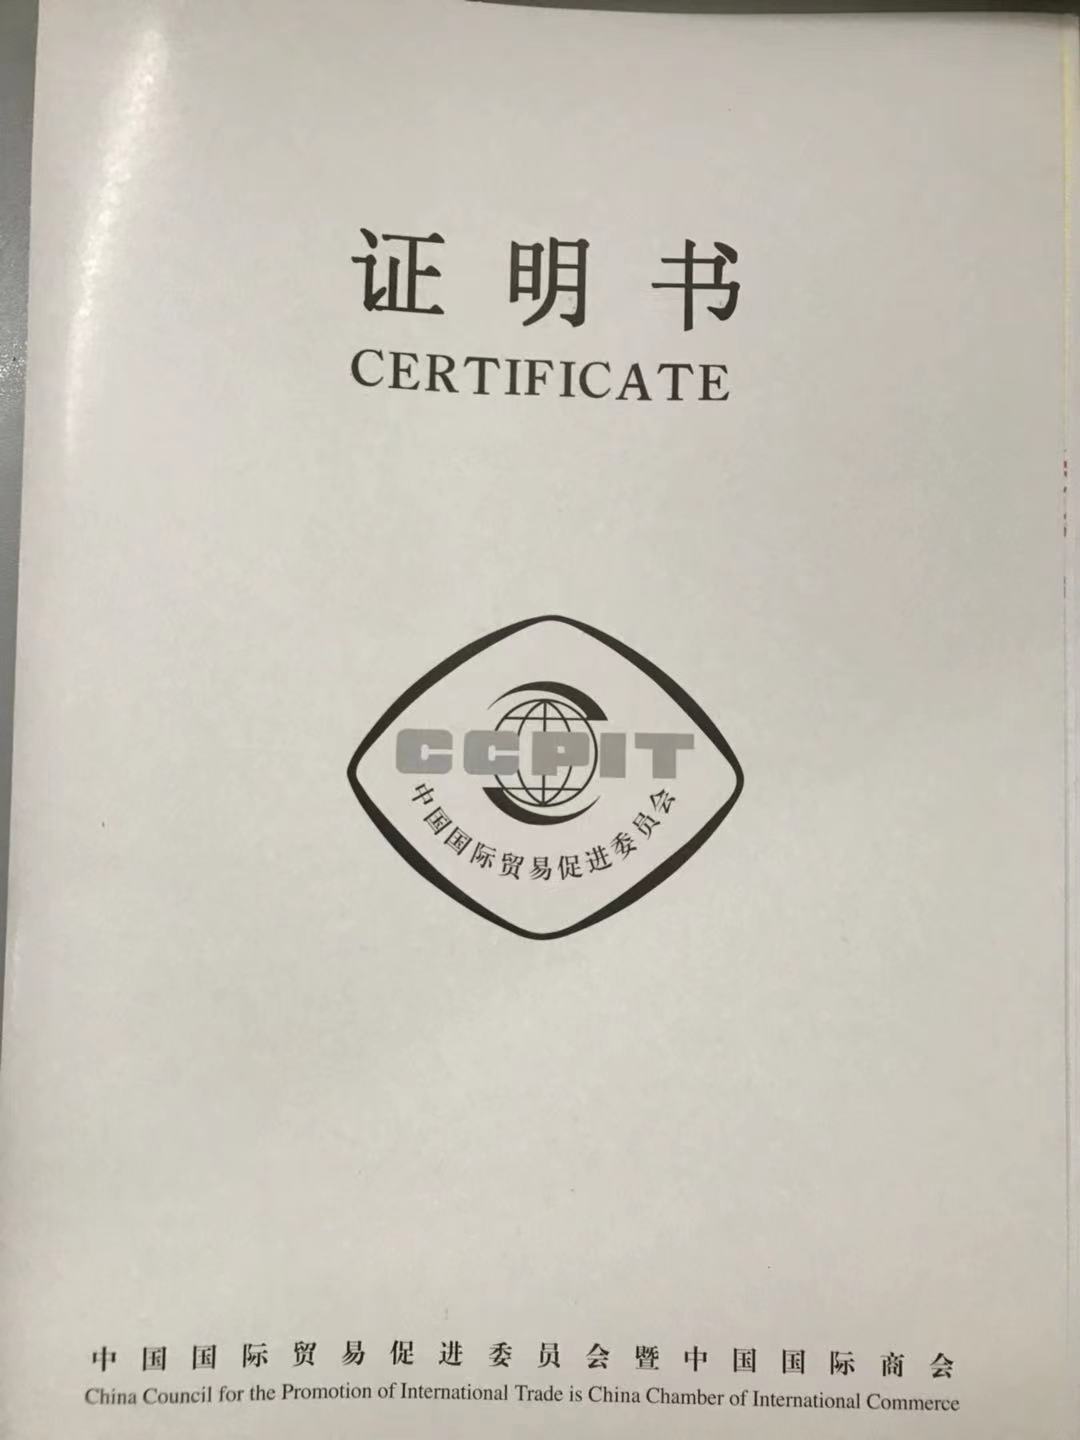 证明书
CERTIFICATE
CCPIT
中国国际贸易促进委员会
中国国际贸易促进委员会暨中国国际商会
China Council for the Promotion of International Trade is China Chamber of International Commerce